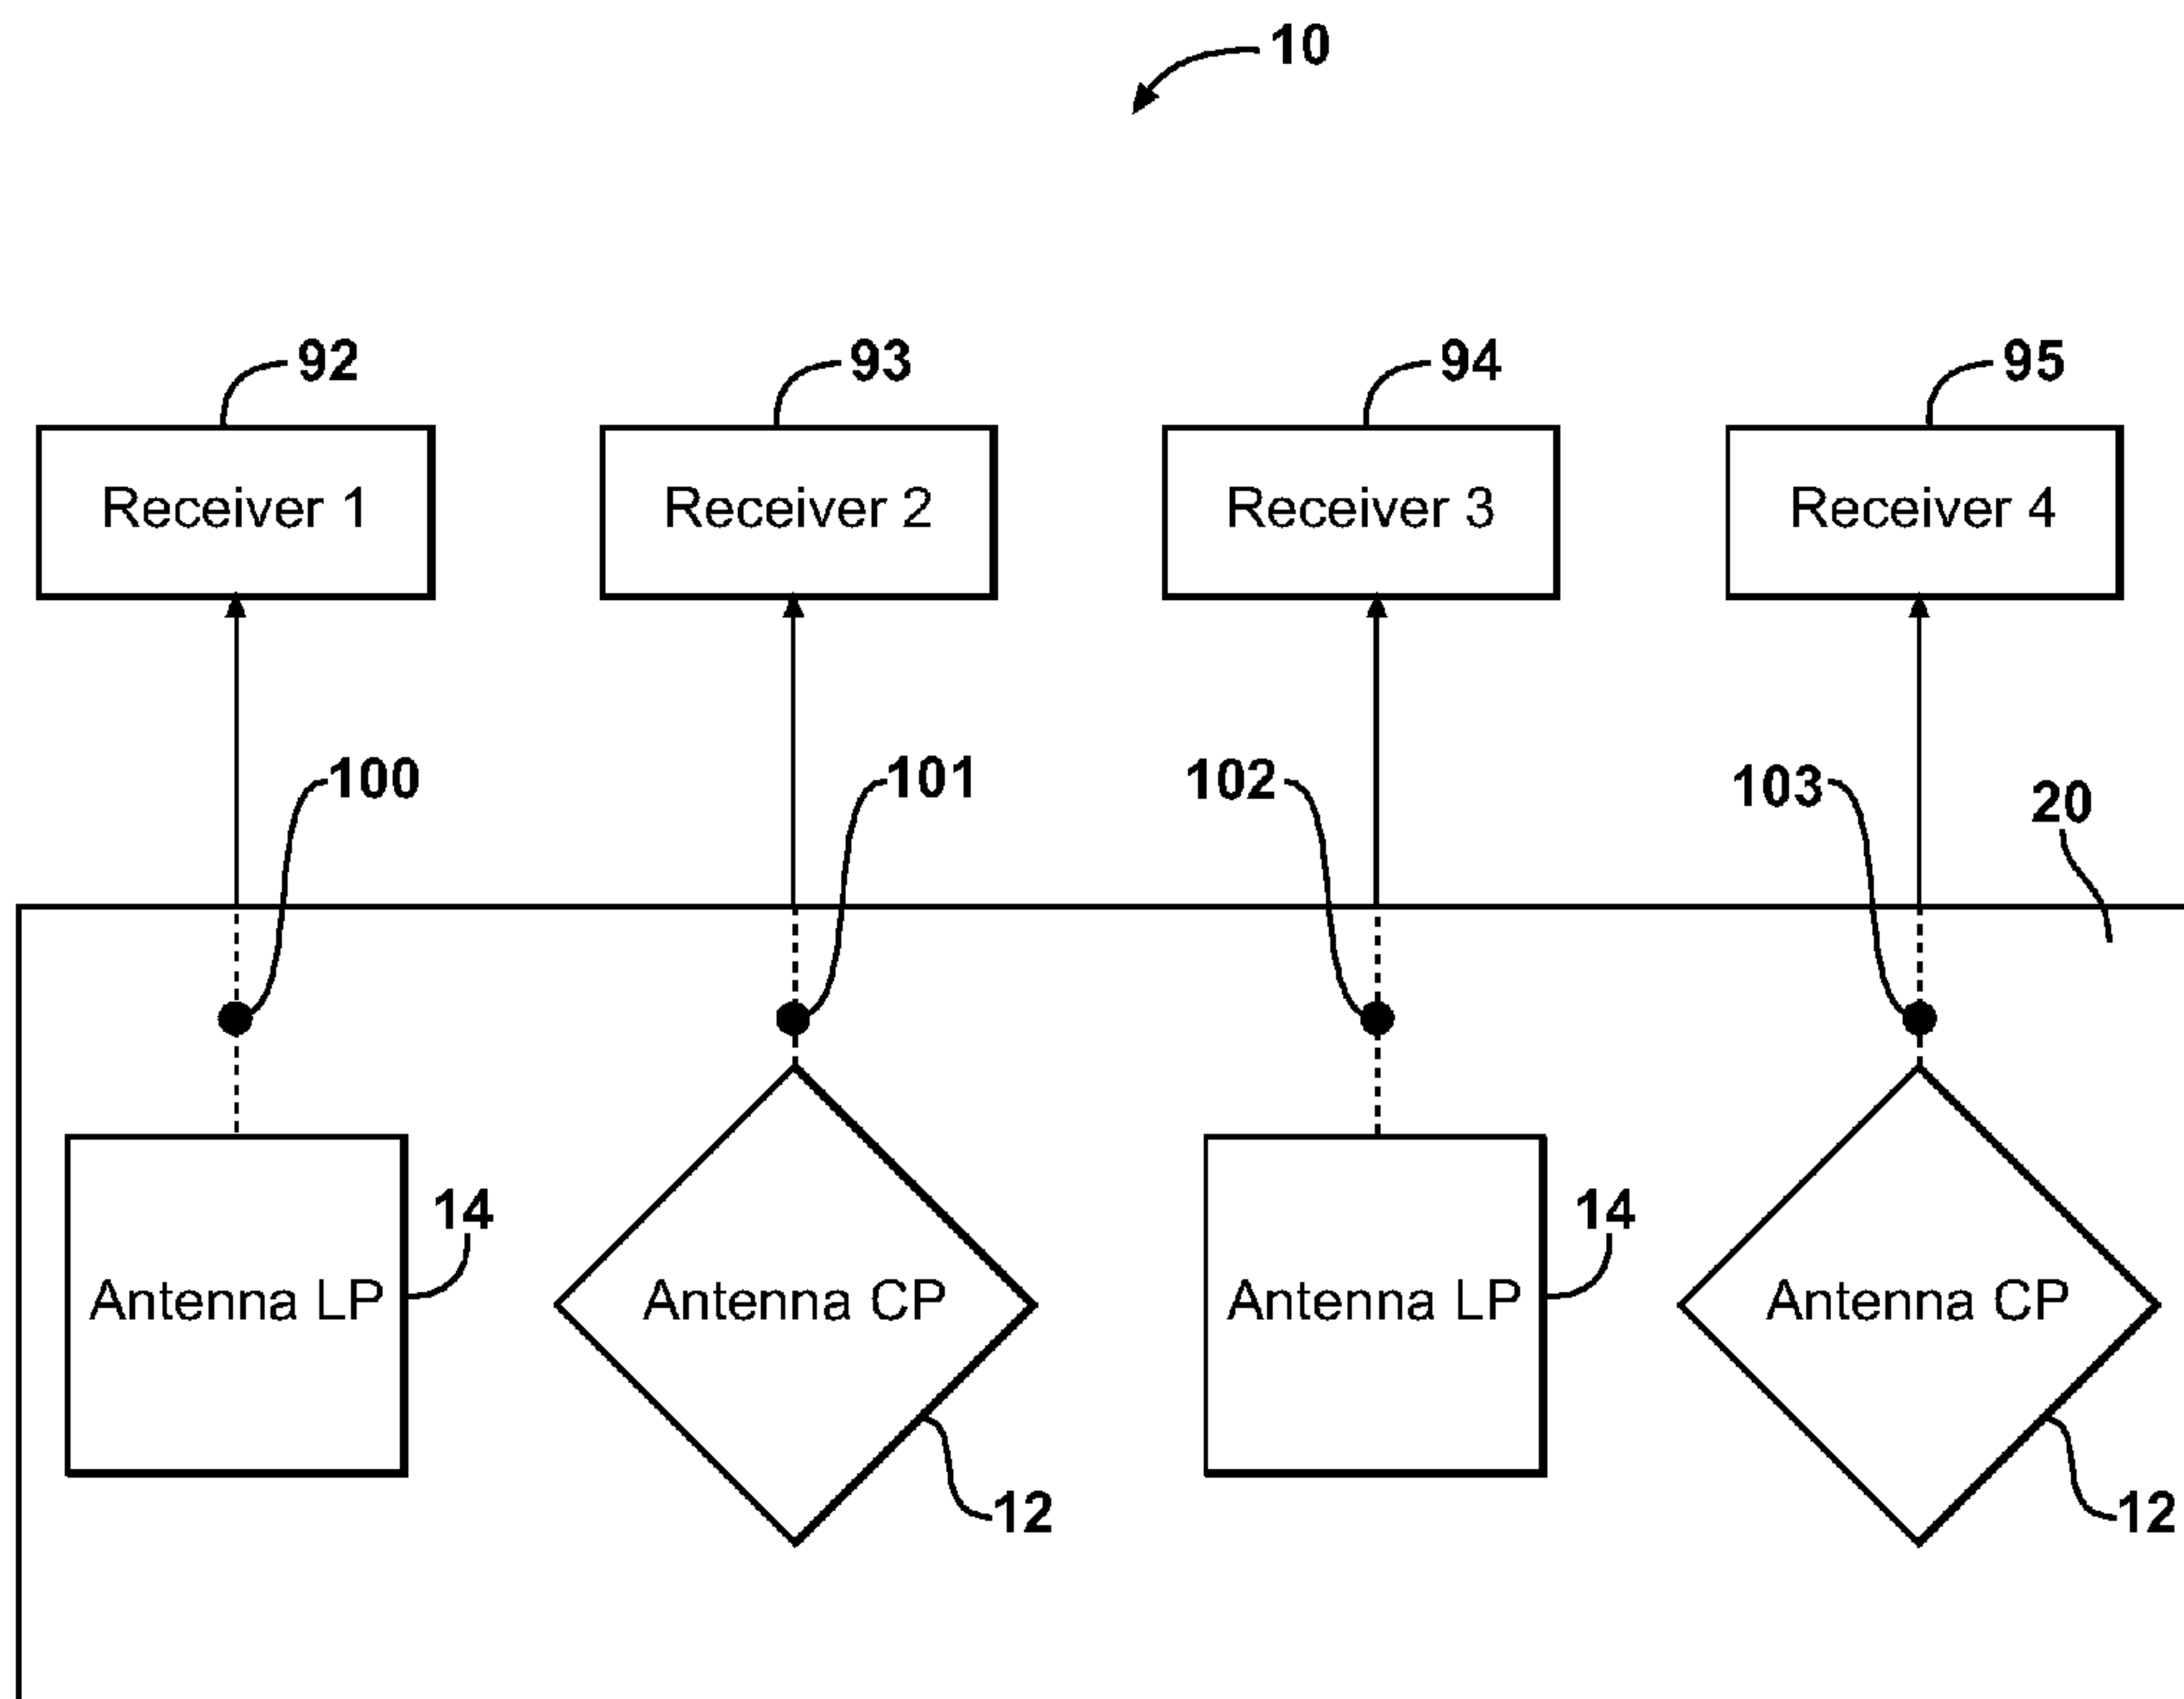 10
92
93
94
95
Receiver 1
Receiver 2
Receiver 3
Receiver 4
100
101
102
103
20
14
14
Antenna LP
Antenna CP
Antenna LP
Antenna CP
12
12